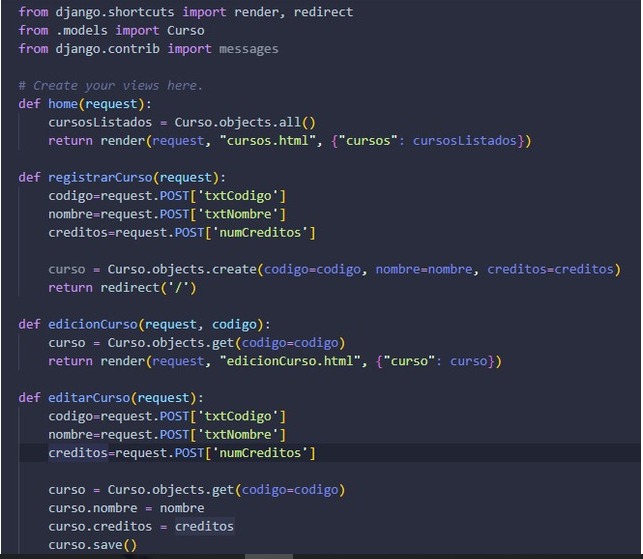 from django.shortcuts import render, redirect
from .models import Curso
from django.contrib import messages
# Create your views here.
def home(request):
    cursosListados = Curso.objects.all()
    return render(request, "cursos.html", {"cursos": cursosListados})
def registrarCurso(request):
    codigo=request.POST['txtCodigo']
    nombre=request.POST['txtNombre']
    creditos=request.POST['numCreditos']
    curso = Curso.objects.create(codigo=codigo, nombre=nombre, creditos=creditos)
    return redirect('/')
def edicionCurso(request, codigo):
    curso = Curso.objects.get(codigo=codigo)
    return render(request, "edicionCurso.html", {"curso": curso})
def editarCurso(request):
    codigo=request.POST['txtCodigo']
    nombre=request.POST['txtNombre']
    creditos=request.POST['numCreditos']
    curso = Curso.objects.get(codigo=codigo)
    curso.nombre = nombre
    curso.creditos = creditos
    curso.save()